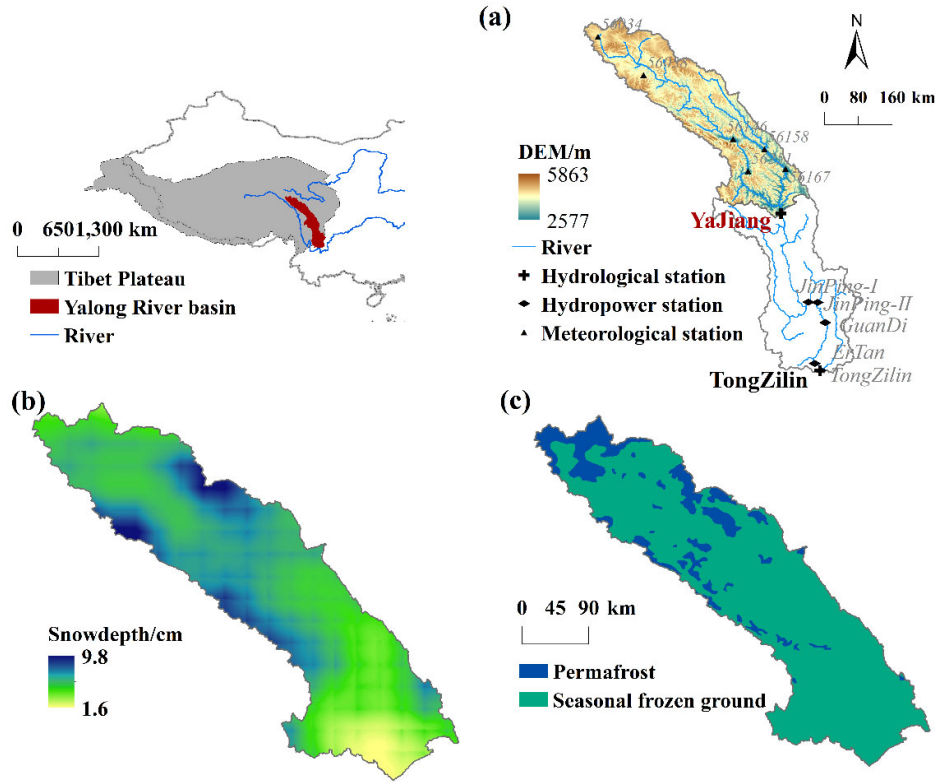 (a)
N
0 80 160 km
56158
56167
DEM/m
5863
2577
YaJiang
River
Hydrological station
Hydropower station
Meteorological station
JinPing-I
JinPing-II
GuanDi
ErTan
TongZilin
TongZilin
0 6501,300 km
Tibet Plateau
Yalong River basin
River
(b)
Snowdepth/cm
9.8
1.6
(c)
0 45 90 km
Permafrost
Seasonal frozen ground